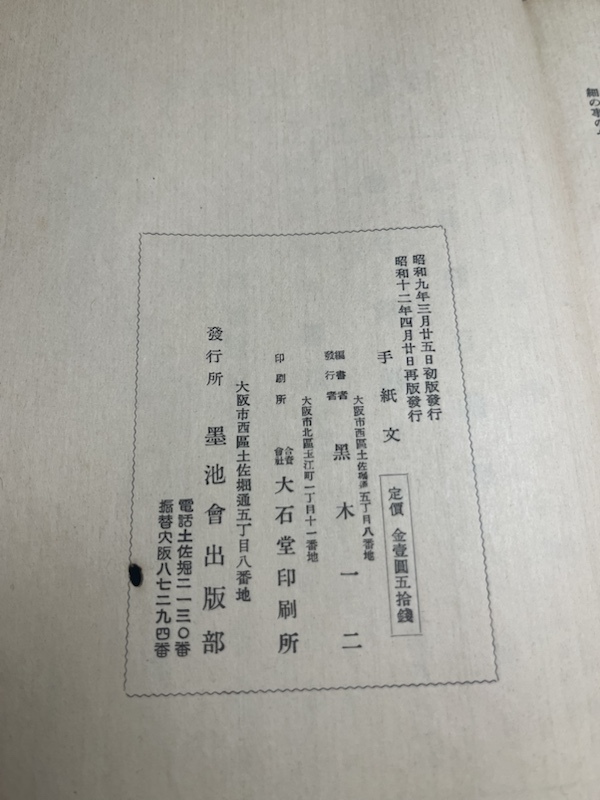 昭和九年三月廿五日初版發行
昭和十二年四月廿日再版發行
手紙文
定價 金壹圓五拾錢
大阪市西區土佐堀通五丁目八番地
編書者
發行者
黑木一二
大阪市北區玉江町一丁目十一番地
印刷所
合資會社
大石堂印刷所
大阪市西區土佐堀通五丁目八番地
發行所 墨池會出版部
電話土佐堀二一三〇番
振替大阪八七二九四番